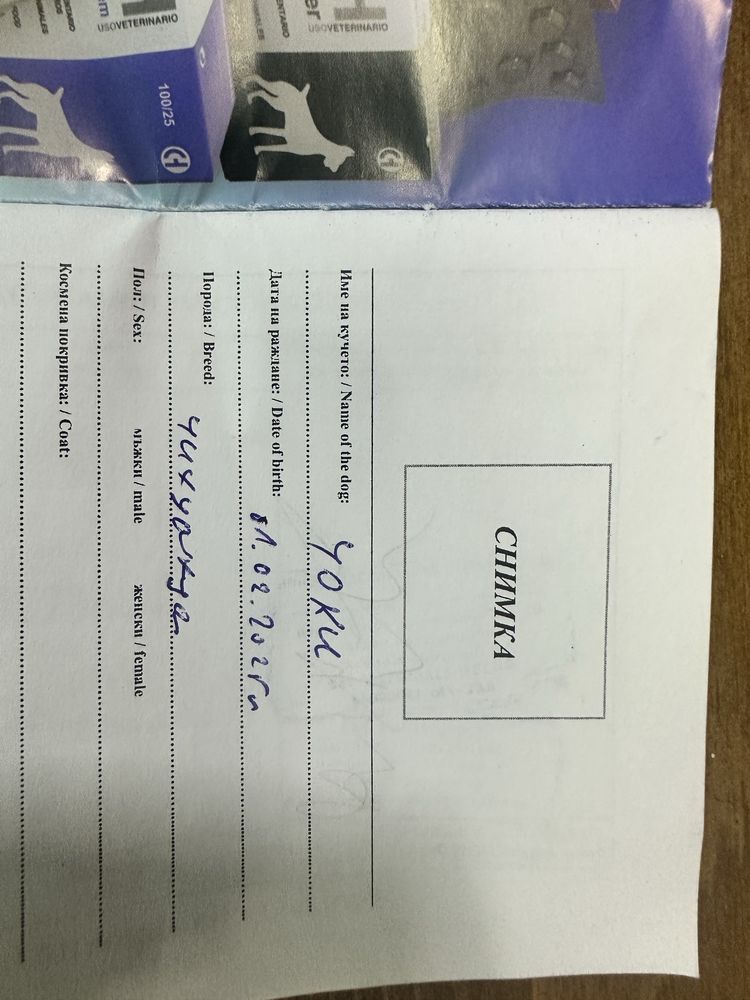 USOVETERINARIO
USOVETERINARIO
100/25
СНИМКА
Име на кучето: / Name of the dog: ЧОКИ
Дата на раждане: / Date of birth: 01.02.202
Порода: / Breed: чихуахуа
Пол: / Sex: мъжки / male женски / female
Космена покривка: / Coat: